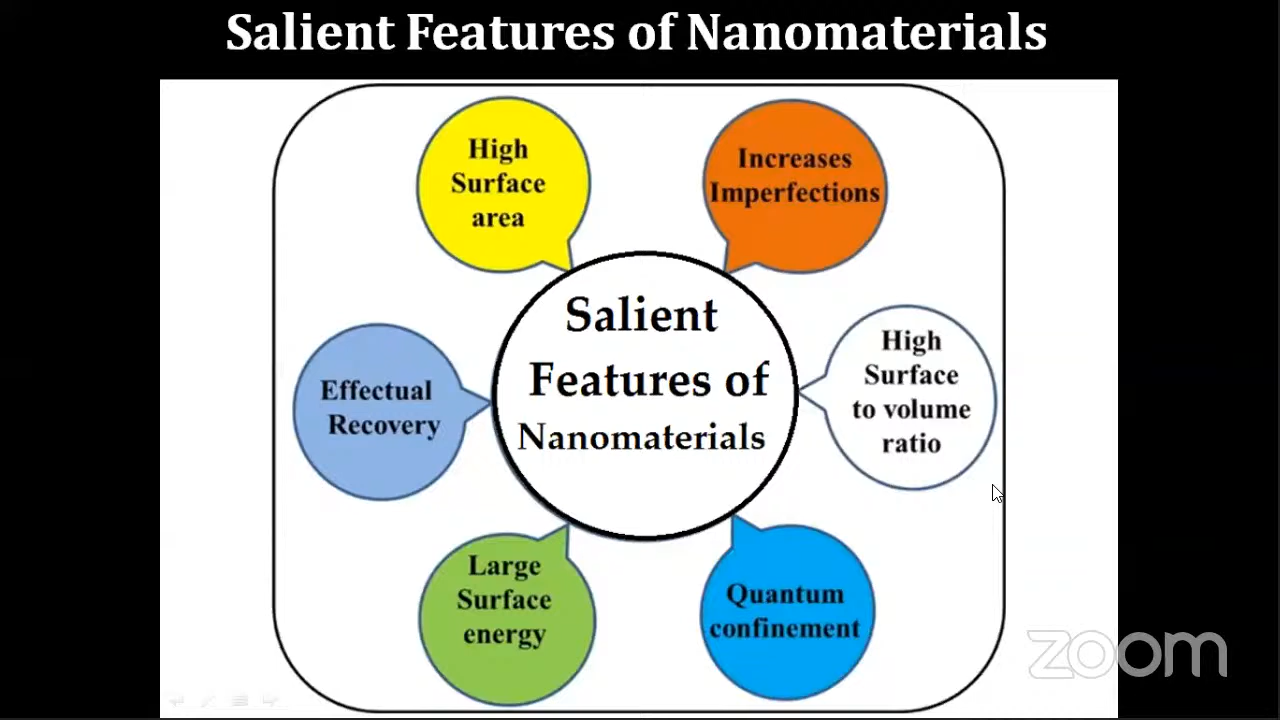 Salient Features of Nanomaterials
High
Surface
area
Increases
Imperfections
Salient
Features of
Nanomaterials
Effectual
Recovery
High
Surface
to volume
ratio
Large
Surface
energy
Quantum
confinement
zoom